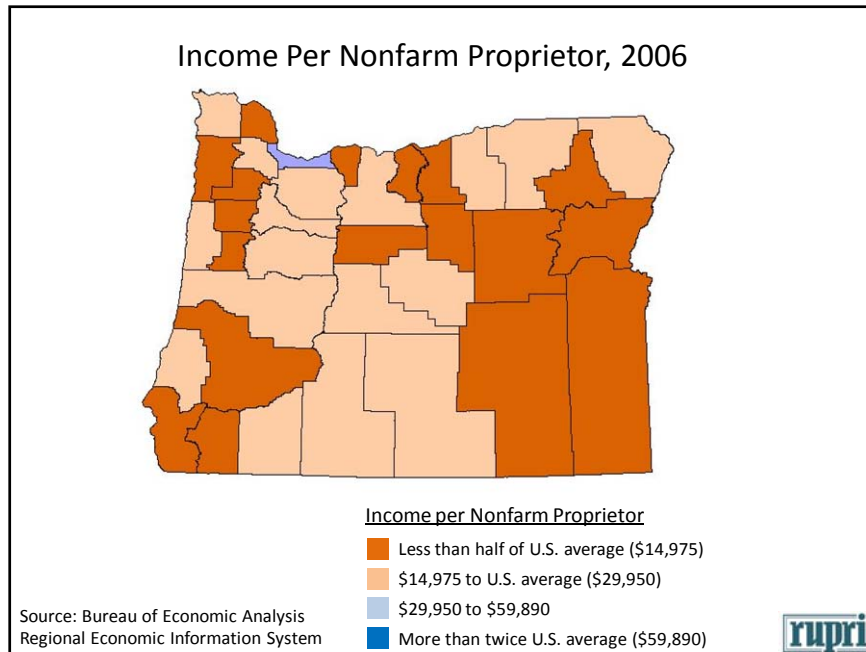 Income Per Nonfarm Proprietor, 2006
Income per Nonfarm Proprietor
Less than half of U.S. average ($14,975)
$14,975 to U.S. average ($29,950)
$29,950 to $59,890
More than twice U.S. average ($59,890)
Source: Bureau of Economic Analysis
Regional Economic Information System
rupri